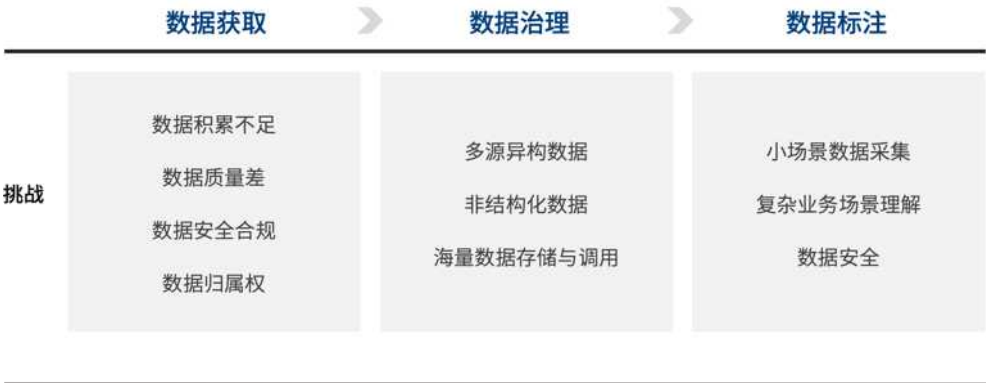 数据获取
数据治理
数据标注
挑战
数据积累不足
数据质量差
数据安全合规
数据归属权
多源异构数据
非结构化数据
海量数据存储与调用
小场景数据采集
复杂业务场景理解
数据安全